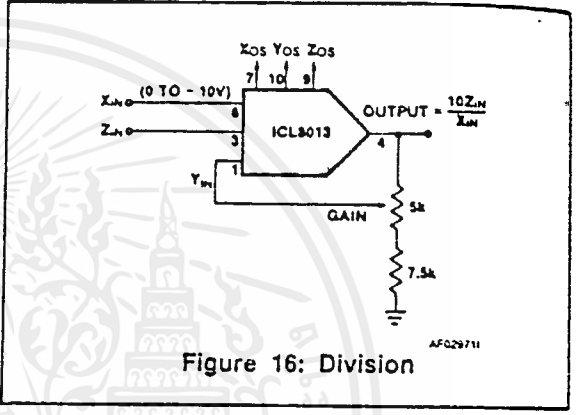 XOS YOS ZOS
7 10 9
(0 TO - 10V)
XIN
6
ZIN
3
ICL8013
1
YIN
OUTPUT = 10ZIN / XIN
4
GAIN
5k
7.5k
AF029711
Figure 16: Division